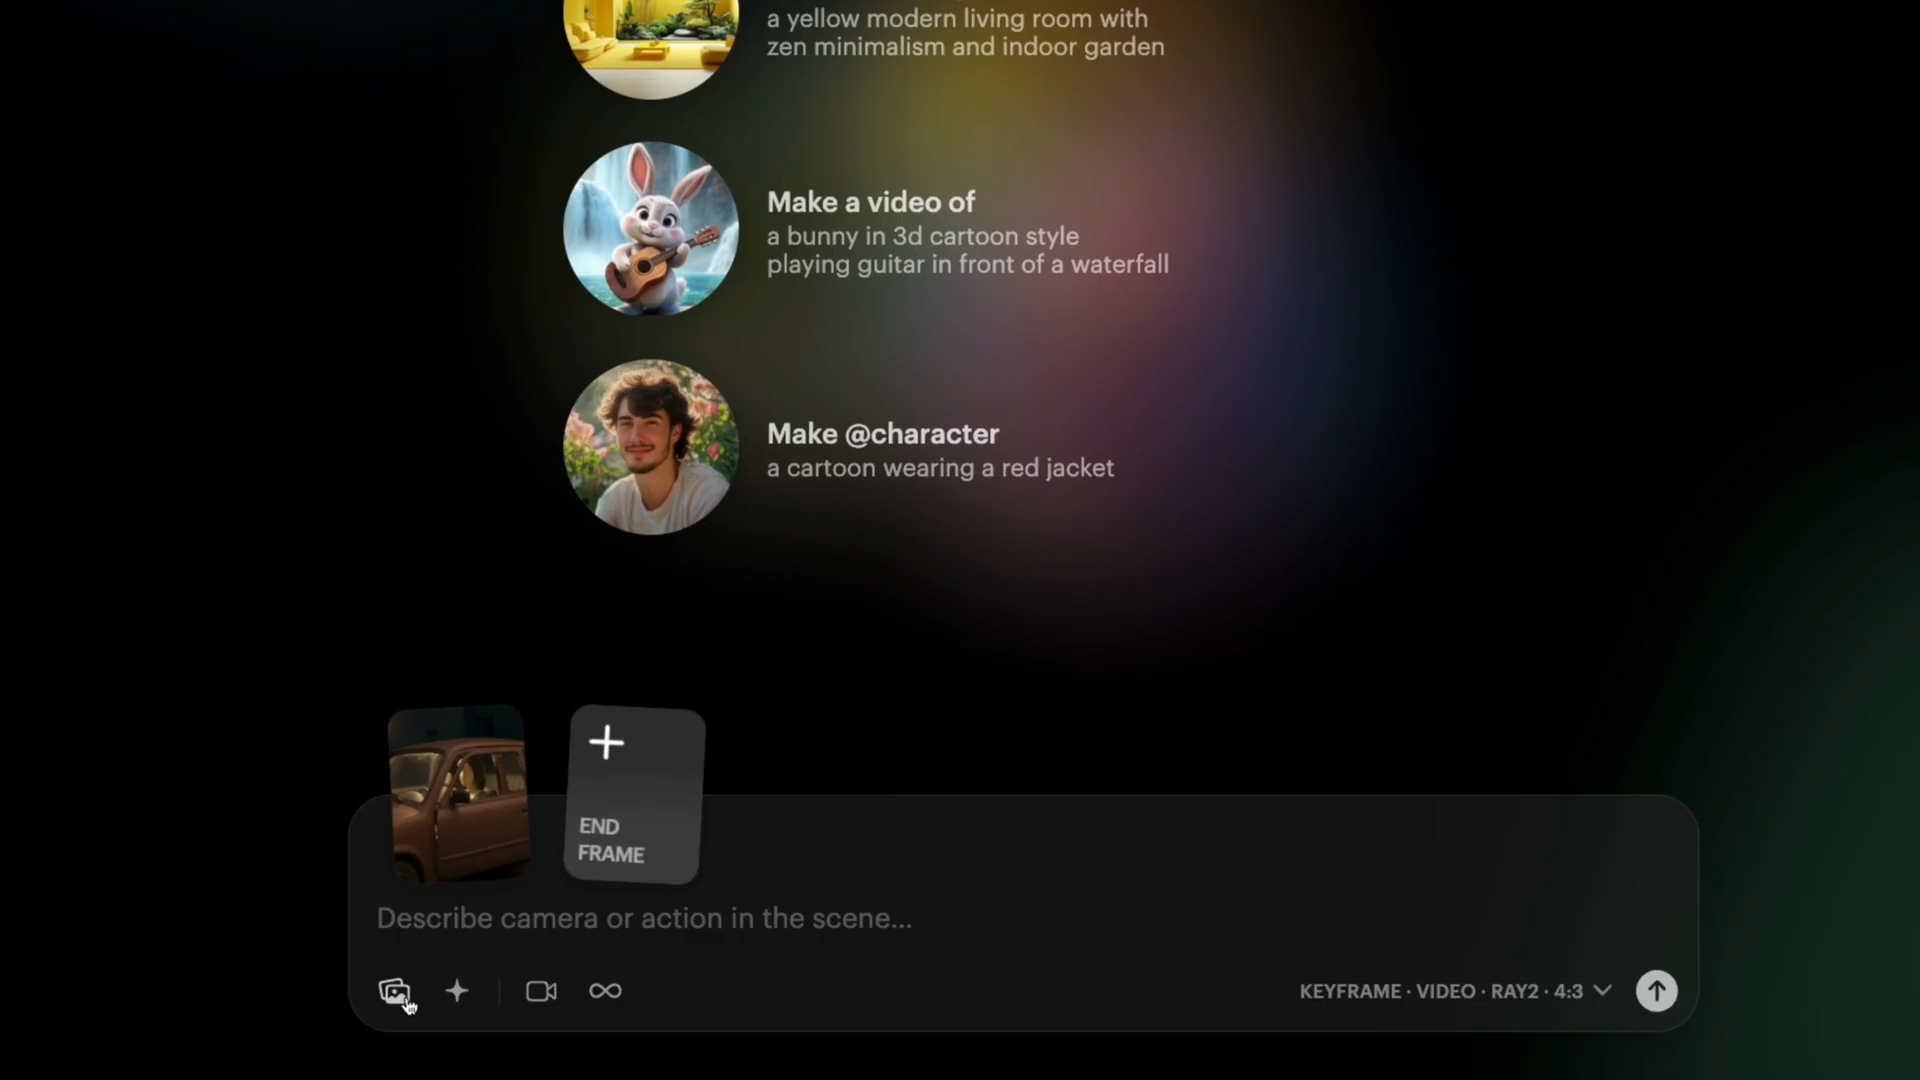 a yellow modern living room with
zen minimalism and indoor garden
Make a video of
a bunny in 3d cartoon style
playing guitar in front of a waterfall
Make @character
a cartoon wearing a red jacket
END
FRAME
Describe camera or action in the scene...
KEYFRAME · VIDEO · RAY2 · 4:3